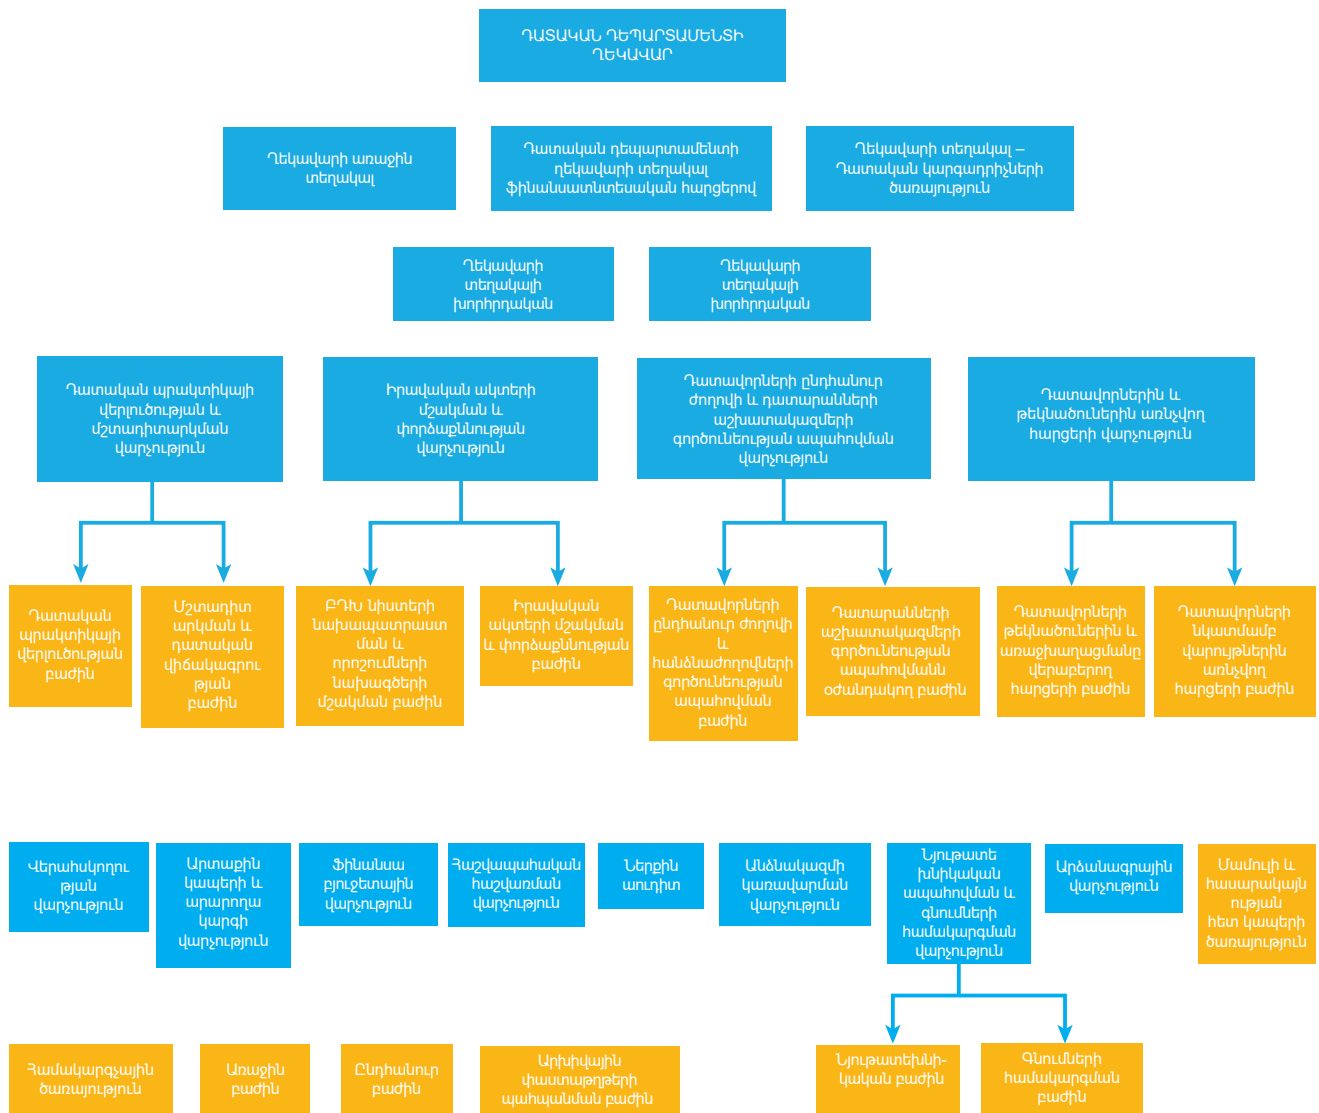 ԴԱՏԱԿԱՆ ԴԵՊԱՐՏԱՄԵՆՏԻ
ՂԵԿԱՎԱՐ
Ղեկավարի առաջին
տեղակալ
Դատական դեպարտամենտի
ղեկավարի տեղակալ
ֆինանսատնտեսական հարցերով
Ղեկավարի տեղակալ –
Դատական կարգադրիչների
ծառայություն
Ղեկավարի
տեղակալի
խորհրդական
Ղեկավարի
տեղակալի
խորհրդական
Դատական պրակտիկայի
վերլուծության և
մշտադիտարկման
վարչություն
Իրավական ակտերի
մշակման և
փորձաքննության
վարչություն
Դատավորների ընդհանուր
ժողովի և դատարանների
աշխատակազմերի
գործունեության ապահովման
վարչություն
Դատավորներին և
թեկնածուներին առնչվող
հարցերի վարչություն
Դատական
պրակտիկայի
վերլուծության
բաժին
Մշտադիտ
արկման և
դատական
վիճակագրու
թյան
բաժին
ԲԴԽ նիստերի
նախապատրաստ
ման և
որոշումների
նախագծերի
մշակման բաժին
Իրավական
ակտերի մշակման
և փորձաքննության
բաժին
Դատավորների
ընդհանուր ժողովի
և
հանձնաժողովների
գործունեության
ապահովման
բաժին
Դատարանների
աշխատակազմերի
գործունեության
ապահովմանն
օժանդակող բաժին
Դատավորների
թեկնածուներին և
առաջխաղացմանը
վերաբերող
հարցերի բաժին
Դատավորների
նկատմամբ
վարույթներին
առնչվող
հարցերի բաժին
Վերահսկողու
թյան
վարչություն
Արտաքին
կապերի և
արարողա
կարգի
վարչություն
Ֆինանսա
բյուջետային
վարչություն
Հաշվապահական
հաշվառման
վարչություն
Ներքին
աուդիտ
Անձնակազմի
կառավարման
վարչություն
Նյութատե
խնիկական
ապահովման և
գնումների
համակարգման
վարչություն
Արձանագրային
վարչություն
Մամուլի և
հասարակայն
ության
հետ կապերի
ծառայություն
Համակարգչային
ծառայություն
Առաջին
բաժին
Ընդհանուր
բաժին
Արխիվային
փաստաթղթերի
պահպանման բաժին
Նյութատեխնի-
կական բաժին
Գնումների
համակարգման
բաժին